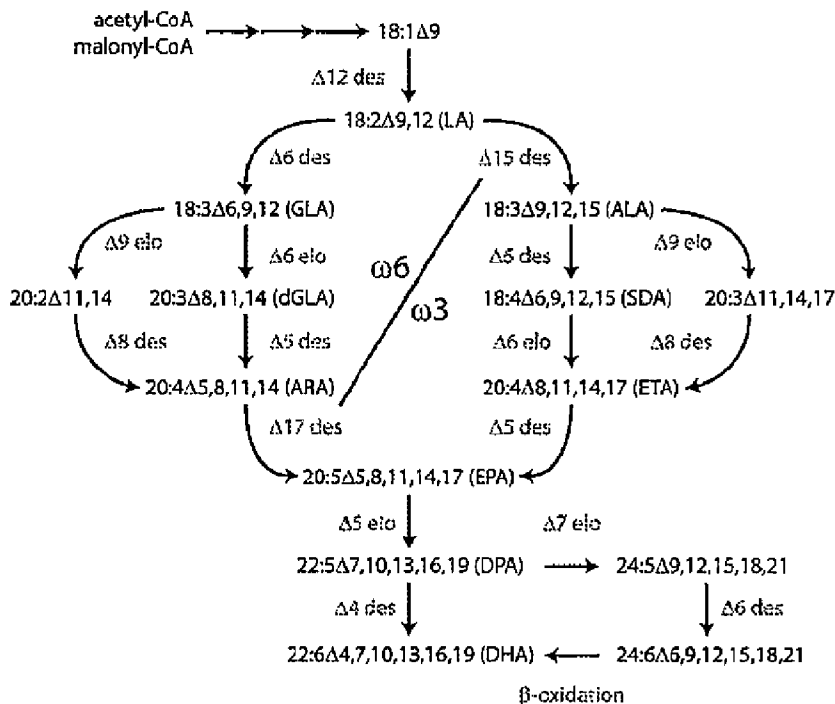 acetyl-CoA
malonyl-CoA
18:1Δ9
Δ12 des
18:2Δ9,12 (LA)
Δ6 des
Δ15 des
18:3Δ6,9,12 (GLA)
18:3Δ9,12,15 (ALA)
Δ9 elo
Δ6 elo
Δ6 des
Δ9 elo
ω6
ω3
20:2Δ11,14
20:3Δ8,11,14 (dGLA)
18:4Δ6,9,12,15 (SDA)
20:3Δ11,14,17
Δ8 des
Δ5 des
Δ6 elo
Δ8 des
20:4Δ5,8,11,14 (ARA)
20:4Δ8,11,14,17 (ETA)
Δ17 des
Δ5 des
20:5Δ5,8,11,14,17 (EPA)
Δ5 elo
Δ7 elo
22:5Δ7,10,13,16,19 (DPA)
24:5Δ9,12,15,18,21
Δ4 des
Δ6 des
22:6Δ4,7,10,13,16,19 (DHA)
24:6Δ6,9,12,15,18,21
β-oxidation